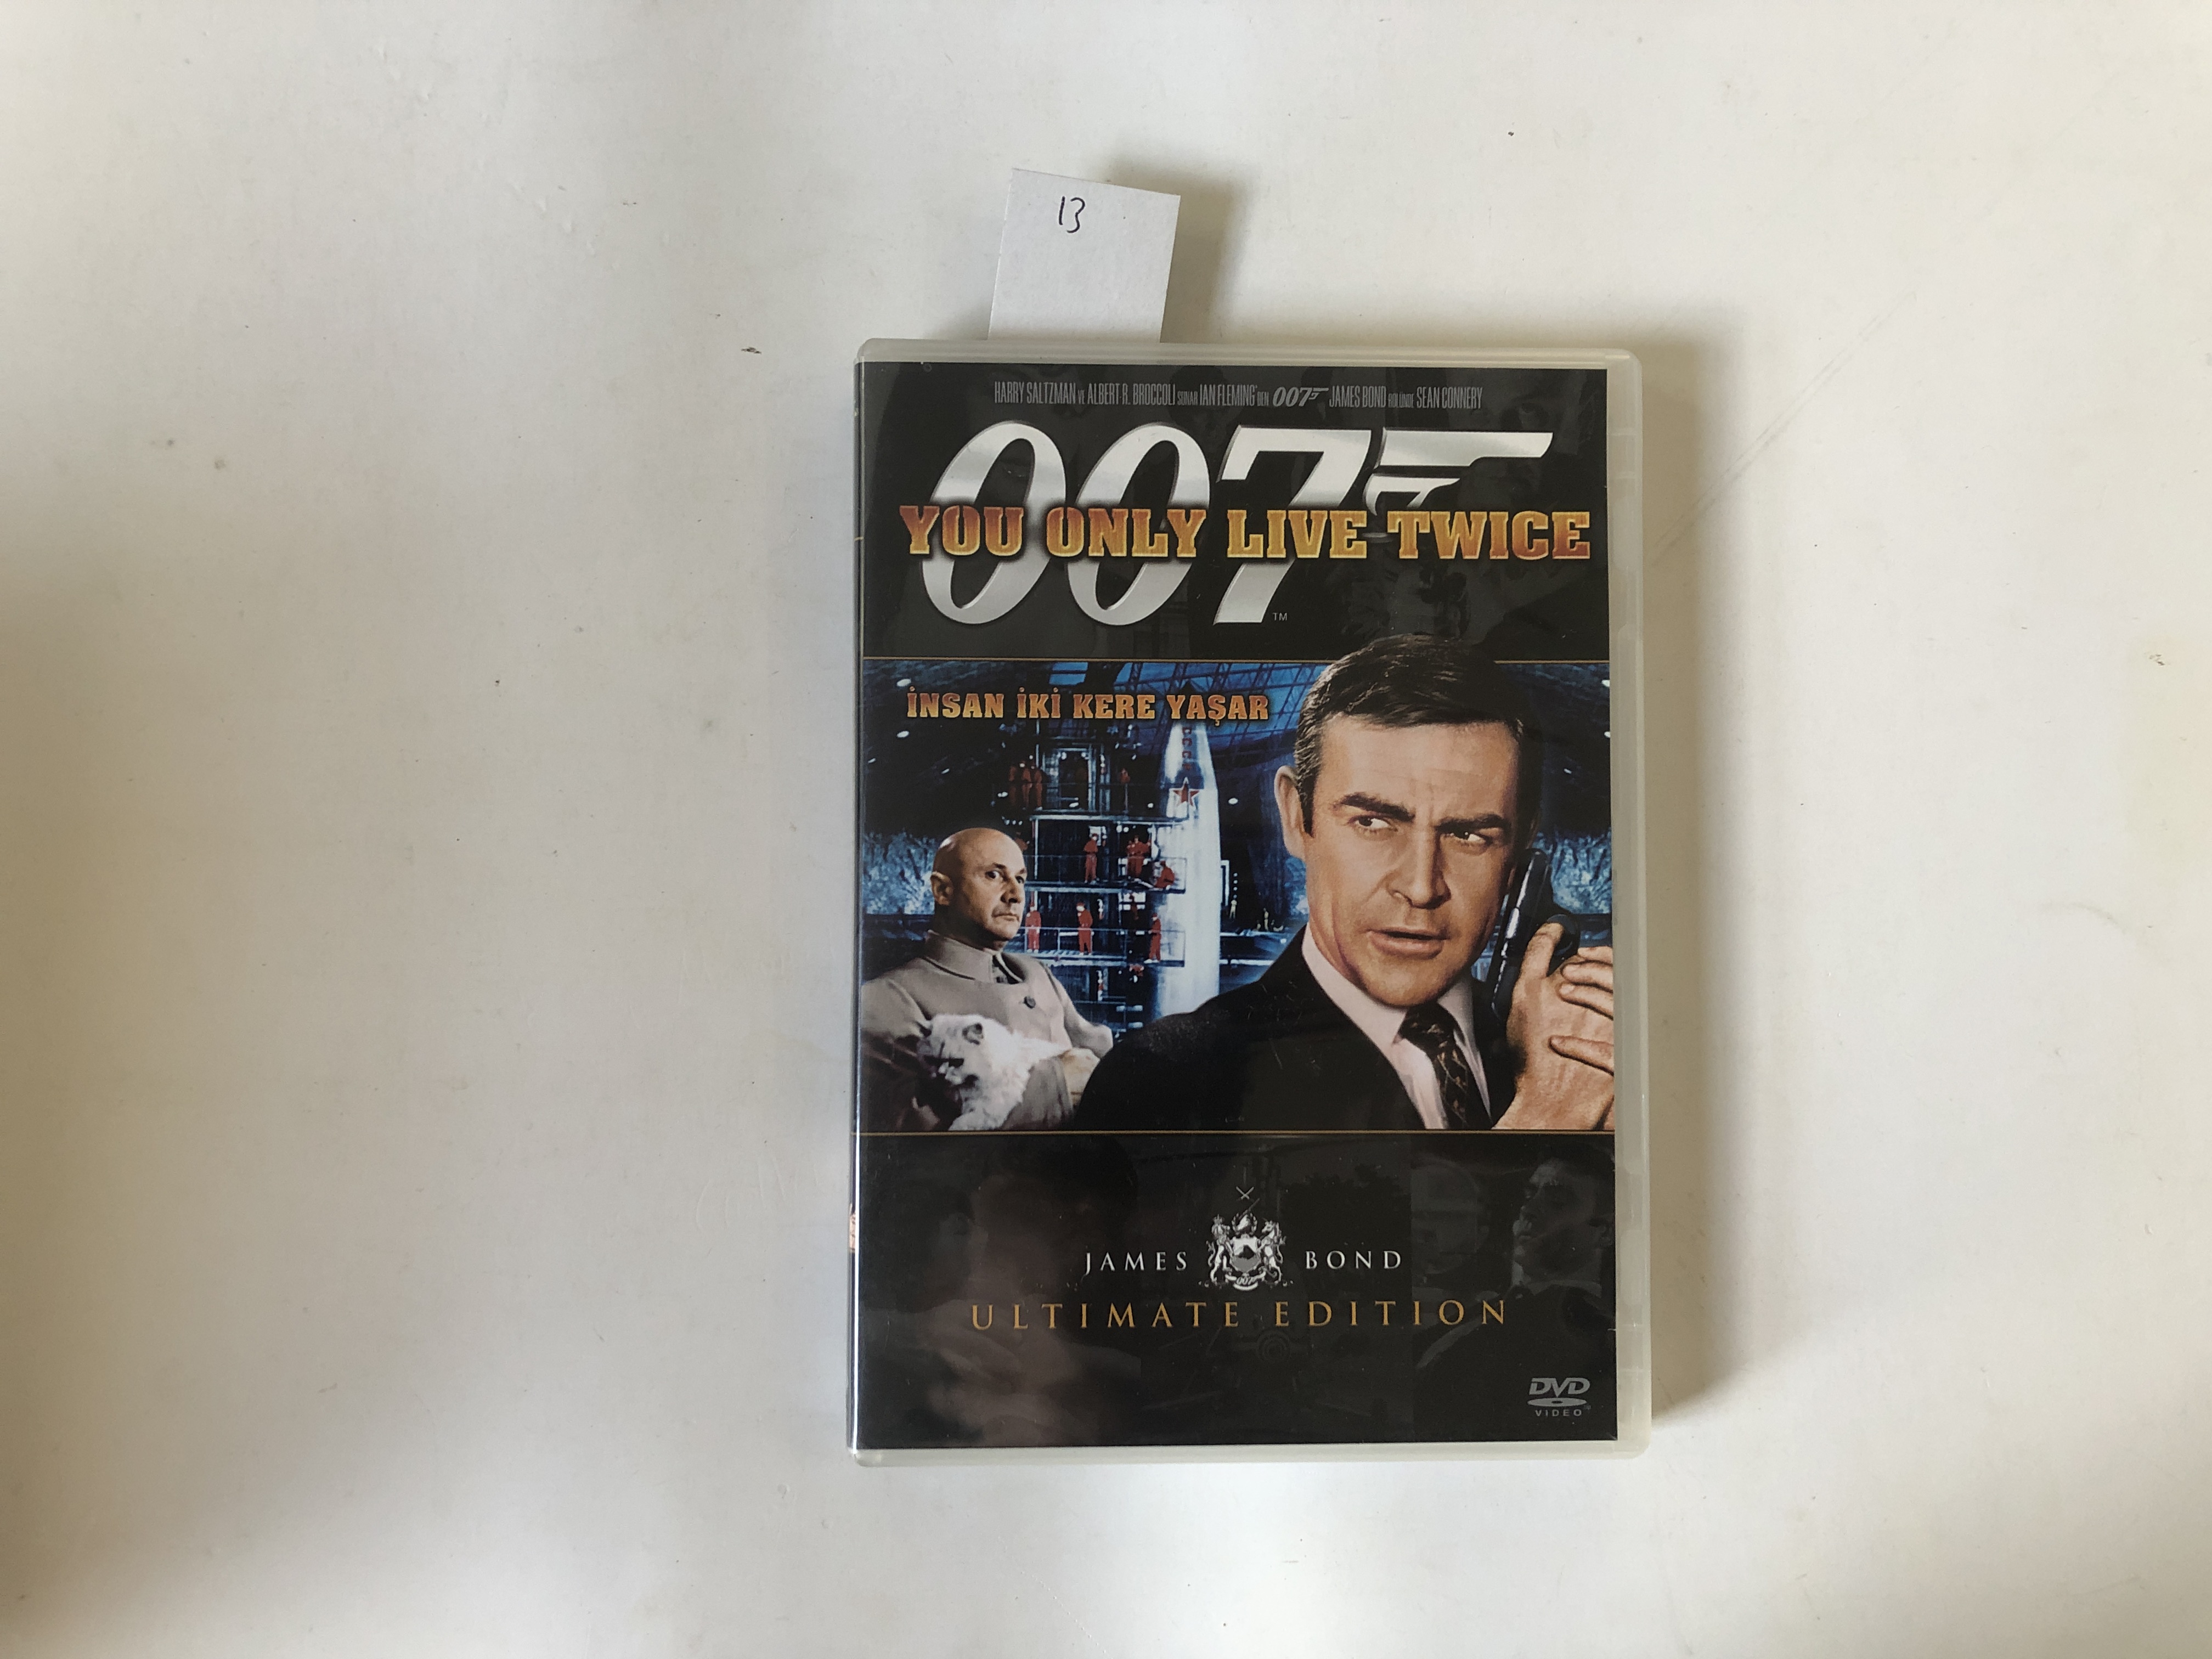 13
HARRY SALTZMAN VE ALBERT R. BROCCOLI SUNAR IAN FLEMING'DEN 007 JAMES BOND ROLÜNDE SEAN CONNERY
007
YOU ONLY LIVE TWICE
TM
İNSAN İKİ KERE YAŞAR
JAMES BOND
007
ULTIMATE EDITION
DVD
VIDEO